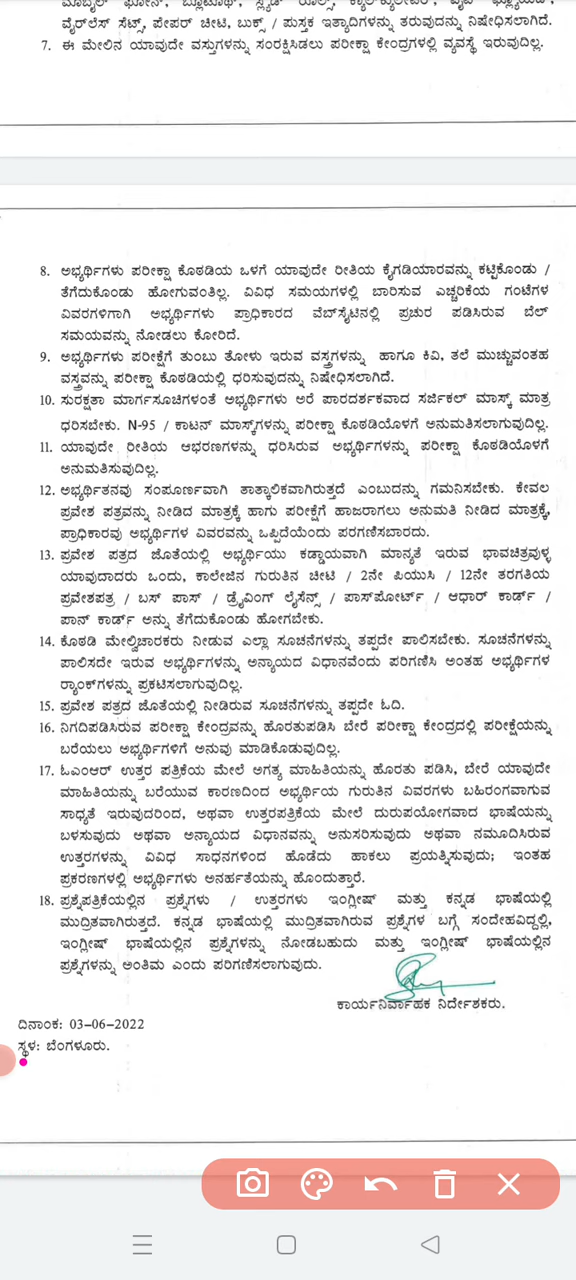 ವೈರ್‌ಲೆಸ್ ಸೆಟ್ಸ್, ಪೇಪರ್ ಚೀಟಿ, ಬುಕ್ಸ್ / ಪುಸ್ತಕ ಇತ್ಯಾದಿಗಳನ್ನು ತರುವುದನ್ನು ನಿಷೇಧಿಸಲಾಗಿದೆ.
7. ಈ ಮೇಲಿನ ಯಾವುದೇ ವಸ್ತುಗಳನ್ನು ಸಂರಕ್ಷಿಸಿಡಲು ಪರೀಕ್ಷಾ ಕೇಂದ್ರಗಳಲ್ಲಿ ವ್ಯವಸ್ಥೆ ಇರುವುದಿಲ್ಲ.
8. ಅಭ್ಯರ್ಥಿಗಳು ಪರೀಕ್ಷಾ ಕೊಠಡಿಯ ಒಳಗೆ ಯಾವುದೇ ರೀತಿಯ ಕೈಗಡಿಯಾರವನ್ನು ಕಟ್ಟಿಕೊಂಡು /
ತೆಗೆದುಕೊಂಡು ಹೋಗುವಂತಿಲ್ಲ. ವಿವಿಧ ಸಮಯಗಳಲ್ಲಿ ಬಾರಿಸುವ ಎಚ್ಚರಿಕೆಯ ಗಂಟೆಗಳ
ವಿವರಗಳಿಗಾಗಿ ಅಭ್ಯರ್ಥಿಗಳು ಪ್ರಾಧಿಕಾರದ ವೆಬ್‌ಸೈಟಿನಲ್ಲಿ ಪ್ರಚುರ ಪಡಿಸಿರುವ ಬೆಲ್
ಸಮಯವನ್ನು ನೋಡಲು ಕೋರಿದೆ.
9. ಅಭ್ಯರ್ಥಿಗಳು ಪರೀಕ್ಷೆಗೆ ತುಂಬು ತೋಳು ಇರುವ ವಸ್ತ್ರಗಳನ್ನು ಹಾಗೂ ಕಿವಿ, ತಲೆ ಮುಚ್ಚುವಂತಹ
ವಸ್ತ್ರವನ್ನು ಪರೀಕ್ಷಾ ಕೊಠಡಿಯಲ್ಲಿ ಧರಿಸುವುದನ್ನು ನಿಷೇಧಿಸಲಾಗಿದೆ.
10. ಸುರಕ್ಷತಾ ಮಾರ್ಗಸೂಚಿಗಳಂತೆ ಅಭ್ಯರ್ಥಿಗಳು ಅರೆ ಪಾರದರ್ಶಕವಾದ ಸರ್ಜಿಕಲ್ ಮಾಸ್ಕ್ ಮಾತ್ರ
ಧರಿಸಬೇಕು. N-95 / ಕಾಟನ್ ಮಾಸ್ಕ್‌ಗಳನ್ನು ಪರೀಕ್ಷಾ ಕೊಠಡಿಯೊಳಗೆ ಅನುಮತಿಸಲಾಗುವುದಿಲ್ಲ.
11. ಯಾವುದೇ ರೀತಿಯ ಆಭರಣಗಳನ್ನು ಧರಿಸಿರುವ ಅಭ್ಯರ್ಥಿಗಳನ್ನು ಪರೀಕ್ಷಾ ಕೊಠಡಿಯೊಳಗೆ
ಅನುಮತಿಸುವುದಿಲ್ಲ.
12. ಅಭ್ಯರ್ಥಿತನವು ಸಂಪೂರ್ಣವಾಗಿ ತಾತ್ಕಾಲಿಕವಾಗಿರುತ್ತದೆ ಎಂಬುದನ್ನು ಗಮನಿಸಬೇಕು. ಕೇವಲ
ಪ್ರವೇಶ ಪತ್ರವನ್ನು ನೀಡಿದ ಮಾತ್ರಕ್ಕೆ ಹಾಗು ಪರೀಕ್ಷೆಗೆ ಹಾಜರಾಗಲು ಅನುಮತಿ ನೀಡಿದ ಮಾತ್ರಕ್ಕೆ,
ಪ್ರಾಧಿಕಾರವು ಅಭ್ಯರ್ಥಿಗಳ ವಿವರವನ್ನು ಒಪ್ಪಿದೆಯೆಂದು ಪರಗಣಿಸಬಾರದು.
13. ಪ್ರವೇಶ ಪತ್ರದ ಜೊತೆಯಲ್ಲಿ ಅಭ್ಯರ್ಥಿಯು ಕಡ್ಡಾಯವಾಗಿ ಮಾನ್ಯತೆ ಇರುವ ಭಾವಚಿತ್ರವುಳ್ಳ
ಯಾವುದಾದರು ಒಂದು, ಕಾಲೇಜಿನ ಗುರುತಿನ ಚೀಟಿ / 2ನೇ ಪಿಯುಸಿ / 12ನೇ ತರಗತಿಯ
ಪ್ರವೇಶಪತ್ರ / ಬಸ್ ಪಾಸ್ / ಡ್ರೈವಿಂಗ್ ಲೈಸೆನ್ಸ್ / ಪಾಸ್‌ಪೋರ್ಟ್ / ಆಧಾರ್ ಕಾರ್ಡ್ /
ಪಾನ್ ಕಾರ್ಡ್ ಅನ್ನು ತೆಗೆದುಕೊಂಡು ಹೋಗಬೇಕು.
14. ಕೊಠಡಿ ಮೇಲ್ವಿಚಾರಕರು ನೀಡುವ ಎಲ್ಲಾ ಸೂಚನೆಗಳನ್ನು ತಪ್ಪದೇ ಪಾಲಿಸಬೇಕು. ಸೂಚನೆಗಳನ್ನು
ಪಾಲಿಸದೇ ಇರುವ ಅಭ್ಯರ್ಥಿಗಳನ್ನು ಅನ್ಯಾಯದ ವಿಧಾನವೆಂದು ಪರಿಗಣಿಸಿ ಅಂತಹ ಅಭ್ಯರ್ಥಿಗಳ
ರ‍್ಯಾಂಕ್‌ಗಳನ್ನು ಪ್ರಕಟಿಸಲಾಗುವುದಿಲ್ಲ.
15. ಪ್ರವೇಶ ಪತ್ರದ ಜೊತೆಯಲ್ಲಿ ನೀಡಿರುವ ಸೂಚನೆಗಳನ್ನು ತಪ್ಪದೇ ಓದಿ.
16. ನಿಗದಿಪಡಿಸಿರುವ ಪರೀಕ್ಷಾ ಕೇಂದ್ರವನ್ನು ಹೊರತುಪಡಿಸಿ ಬೇರೆ ಪರೀಕ್ಷಾ ಕೇಂದ್ರದಲ್ಲಿ ಪರೀಕ್ಷೆಯನ್ನು
ಬರೆಯಲು ಅಭ್ಯರ್ಥಿಗಳಿಗೆ ಅನುವು ಮಾಡಿಕೊಡುವುದಿಲ್ಲ.
17. ಓಎಂಆರ್ ಉತ್ತರ ಪತ್ರಿಕೆಯ ಮೇಲೆ ಅಗತ್ಯ ಮಾಹಿತಿಯನ್ನು ಹೊರತು ಪಡಿಸಿ, ಬೇರೆ ಯಾವುದೇ
ಮಾಹಿತಿಯನ್ನು ಬರೆಯುವ ಕಾರಣದಿಂದ ಅಭ್ಯರ್ಥಿಯ ಗುರುತಿನ ವಿವರಗಳು ಬಹಿರಂಗವಾಗುವ
ಸಾಧ್ಯತೆ ಇರುವುದರಿಂದ, ಅಥವಾ ಉತ್ತರಪತ್ರಿಕೆಯ ಮೇಲೆ ದುರುಪಯೋಗವಾದ ಭಾಷೆಯನ್ನು
ಬಳಸುವುದು ಅಥವಾ ಅನ್ಯಾಯದ ವಿಧಾನವನ್ನು ಅನುಸರಿಸುವುದು ಅಥವಾ ನಮೂದಿಸಿರುವ
ಉತ್ತರಗಳನ್ನು ವಿವಿಧ ಸಾಧನಗಳಿಂದ ಹೊಡೆದು ಹಾಕಲು ಪ್ರಯತ್ನಿಸುವುದು; ಇಂತಹ
ಪ್ರಕರಣಗಳಲ್ಲಿ ಅಭ್ಯರ್ಥಿಗಳು ಅನರ್ಹತೆಯನ್ನು ಹೊಂದುತ್ತಾರೆ.
18. ಪ್ರಶ್ನೆಪತ್ರಿಕೆಯಲ್ಲಿನ ಪ್ರಶ್ನೆಗಳು / ಉತ್ತರಗಳು ಇಂಗ್ಲೀಷ್ ಮತ್ತು ಕನ್ನಡ ಭಾಷೆಯಲ್ಲಿ
ಮುದ್ರಿತವಾಗಿರುತ್ತದೆ. ಕನ್ನಡ ಭಾಷೆಯಲ್ಲಿ ಮುದ್ರಿತವಾಗಿರುವ ಪ್ರಶ್ನೆಗಳ ಬಗ್ಗೆ ಸಂದೇಹವಿದ್ದಲ್ಲಿ,
ಇಂಗ್ಲೀಷ್ ಭಾಷೆಯಲ್ಲಿನ ಪ್ರಶ್ನೆಗಳನ್ನು ನೋಡಬಹುದು ಮತ್ತು ಇಂಗ್ಲೀಷ್ ಭಾಷೆಯಲ್ಲಿನ
ಪ್ರಶ್ನೆಗಳನ್ನು ಅಂತಿಮ ಎಂದು ಪರಿಗಣಿಸಲಾಗುವುದು.
ಕಾರ್ಯನಿರ್ವಾಹಕ ನಿರ್ದೇಶಕರು.
ದಿನಾಂಕ: 03-06-2022
ಸ್ಥಳ: ಬೆಂಗಳೂರು.